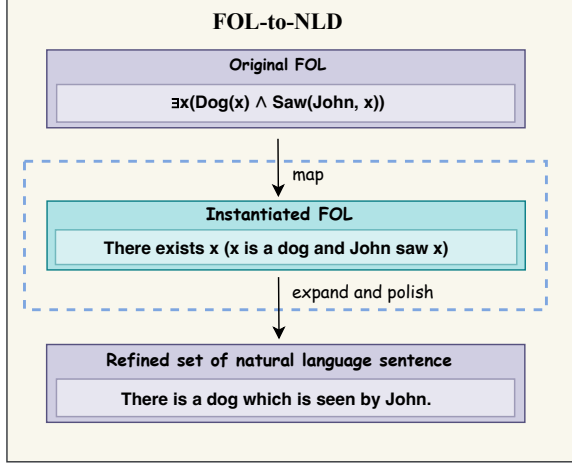 FOL-to-NLD
Original FOL
∃x(Dog(x) ∧ Saw(John, x))
map
Instantiated FOL
There exists x (x is a dog and John saw x)
expand and polish
Refined set of natural language sentence
There is a dog which is seen by John.